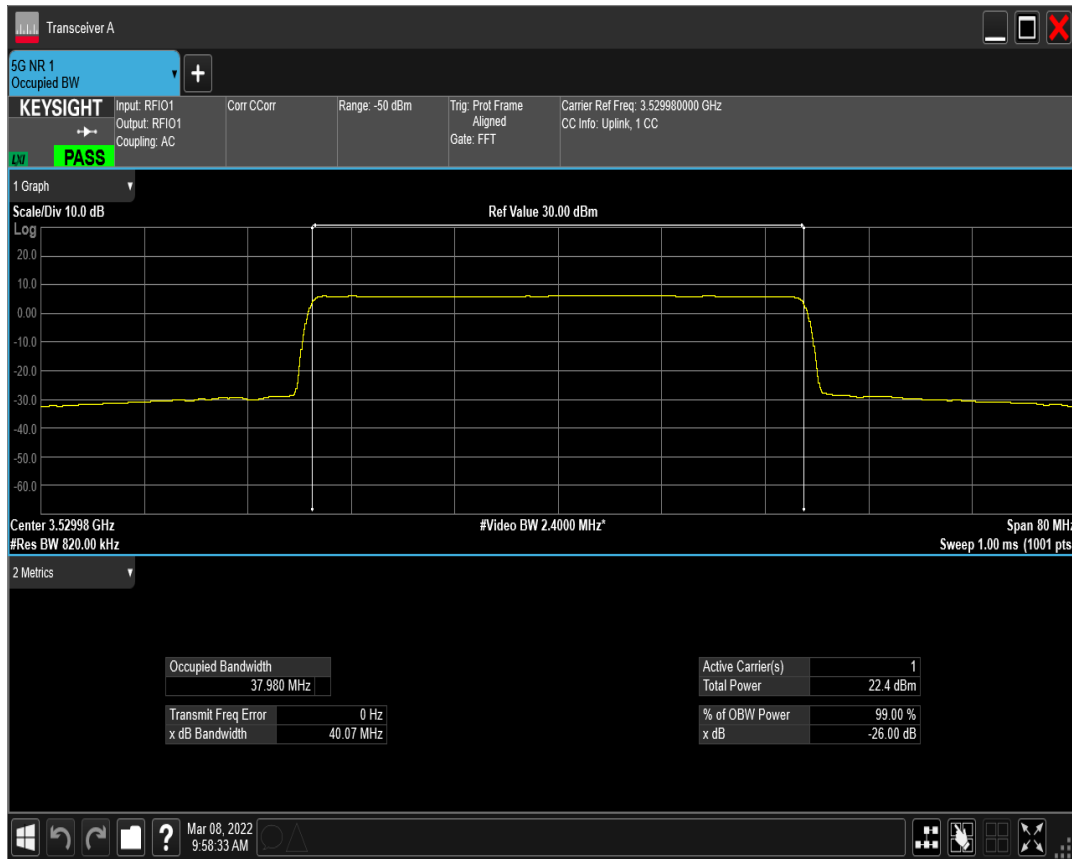 Transceiver A
5G NR 1
Occupied BW
+
KEYSIGHT
LXI
PASS
Input: RFIO1
Output: RFIO1
Coupling: AC
Corr CCorr
Range: -50 dBm
Trig: Prot Frame
Aligned
Gate: FFT
Carrier Ref Freq: 3.529980000 GHz
CC Info: Uplink, 1 CC
1 Graph
Scale/Div 10.0 dB
Ref Value 30.00 dBm
Log
20.0
10.0
0.00
-10.0
-20.0
-30.0
-40.0
-50.0
-60.0
Center 3.52998 GHz
#Video BW 2.4000 MHz*
Span 80 MHz
#Res BW 820.00 kHz
Sweep 1.00 ms (1001 pts
2 Metrics
Occupied Bandwidth
37.980 MHz
Transmit Freq Error 0 Hz
x dB Bandwidth 40.07 MHz
Active Carrier(s) 1
Total Power 22.4 dBm
% of OBW Power 99.00 %
x dB -26.00 dB
?
Mar 08, 2022
9:58:33 AM